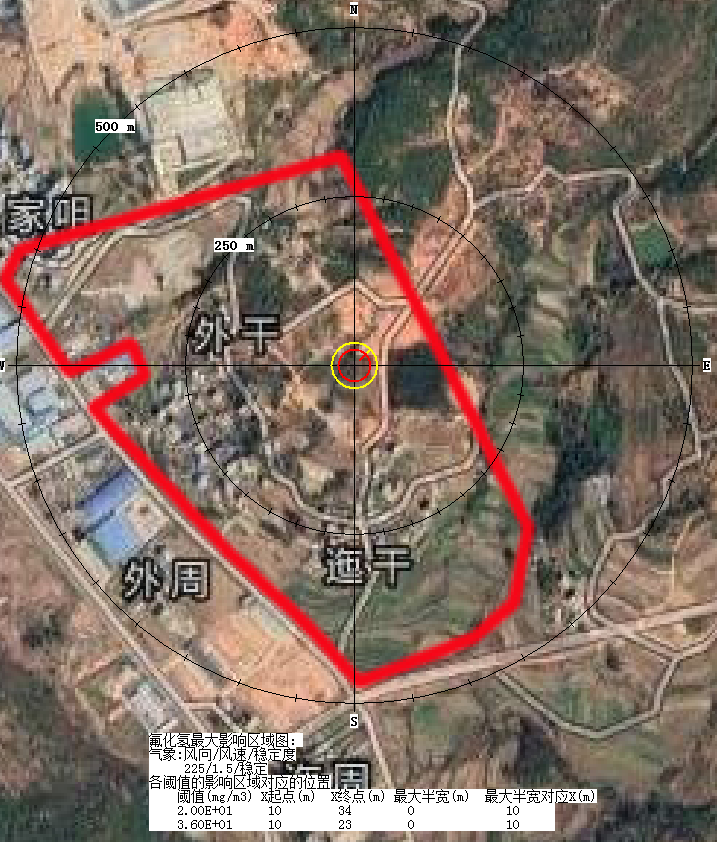 N
500 m
家咀
250 m
外干
W
E
迤干
外周
S
氟化氢最大影响区域图:
气象:风向/风速/稳定度
225/1.5/稳定
各阈值的影响区域对应的位置
阈值(mg/m3) X起点(m) X终点(m) 最大半宽(m) 最大半宽对应X(m)
2.00E+01 10 34 0 10
3.60E+01 10 23 0 10